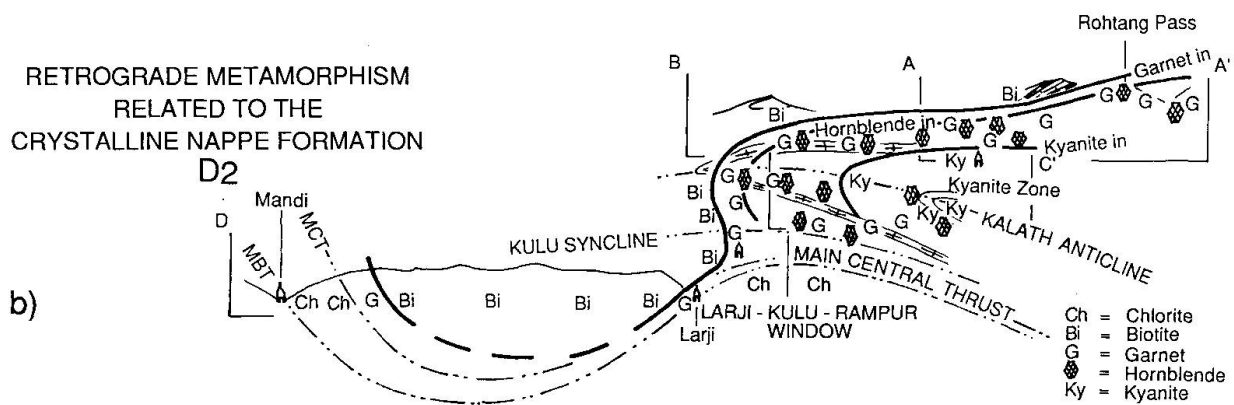 RETROGRADE METAMORPHISM
RELATED TO THE
CRYSTALLINE NAPPE FORMATION
D2
b)
Rohtang Pass
B
A
Garnet in
A'
Bi
Bi
G
G
G
Hornblende in
G
G
G
G
G
Kyanite in
Ky
C'
Bi
G
G
Ky
Kyanite Zone
Bi
G
Ky
Ky
G
G
KALATH ANTICLINE
D
Mandi
MCT
MBT
KULU SYNCLINE
G
Bi
MAIN CENTRAL THRUST
Ch
Ch
G
Bi
Bi
Bi
Bi
G
Ch
Ch
Larji
LARJI - KULU - RAMPUR
WINDOW
Ch = Chlorite
Bi = Biotite
G = Garnet
= Hornblende
Ky = Kyanite